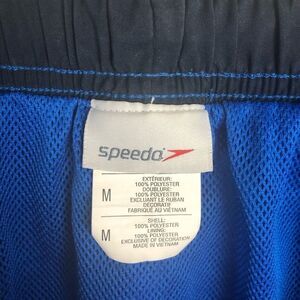 speedo
EXTÉRIEUR:
100% POLYESTER
DOUBLURE:
M
100% POLYESTER
EXCLUANT LE RUBAN
DÉCORATIF
FABRIQUÉ AU VIETNAM
SHELL:
100% POLYESTER
M
LINING:
100% POLYESTER
EXCLUSIVE OF DECORATION
MADE IN VIETNAM